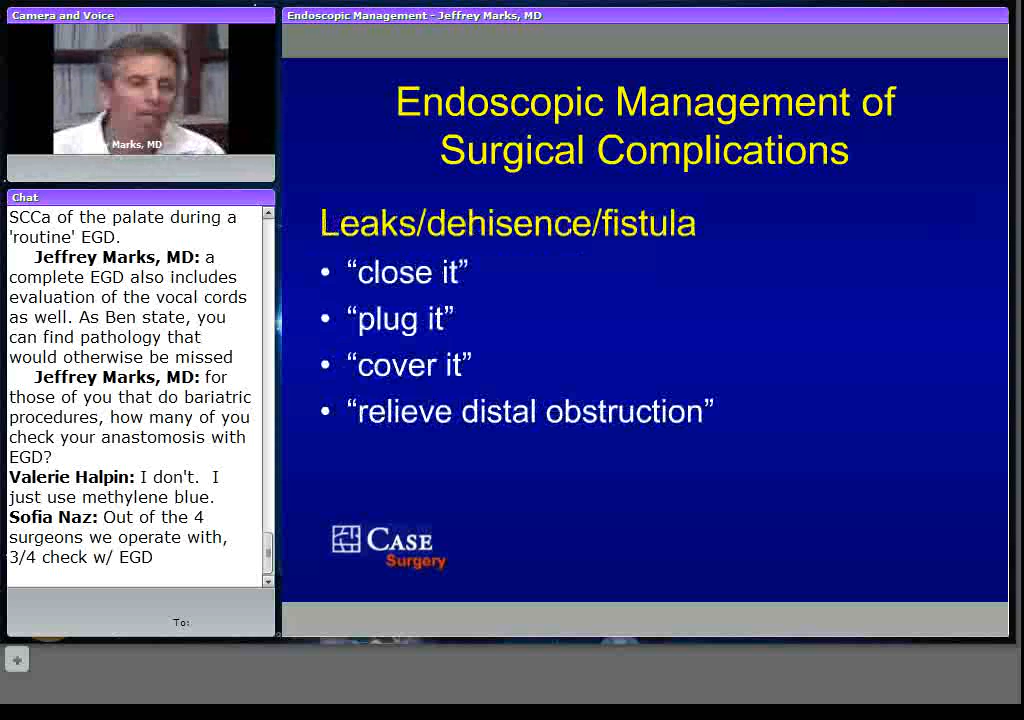 Camera and Voice
Marks, MD
Chat
SCCa of the palate during a
'routine' EGD.
Jeffrey Marks, MD: a
complete EGD also includes
evaluation of the vocal cords
as well. As Ben state, you
can find pathology that
would otherwise be missed
Jeffrey Marks, MD: for
those of you that do bariatric
procedures, how many of you
check your anastomosis with
EGD?
Valerie Halpin: I don't. I
just use methylene blue.
Sofia Naz: Out of the 4
surgeons we operate with,
3/4 check w/ EGD
To:
Endoscopic Management - Jeffrey Marks, MD
Endoscopic Management of
Surgical Complications
Leaks/dehisence/fistula
• “close it”
• “plug it”
• “cover it”
• “relieve distal obstruction”
CASE
Surgery